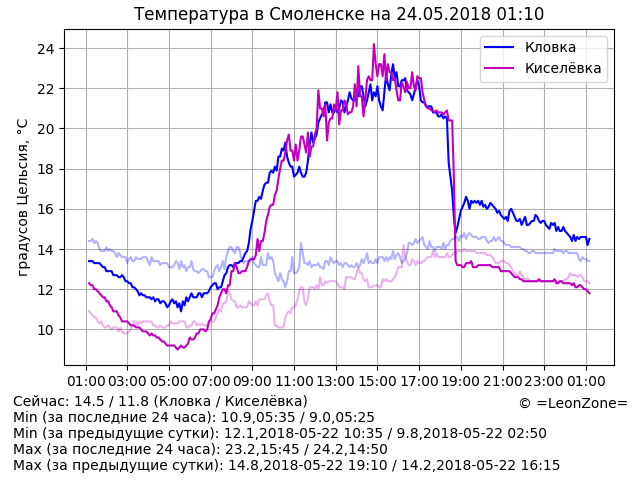 Температура в Смоленске на 24.05.2018 01:10
Кловка
Киселёвка
градусов Цельсия, °C
24
22
20
18
16
14
12
10
01:00 03:00 05:00 07:00 09:00 11:00 13:00 15:00 17:00 19:00 21:00 23:00 01:00
Сейчас: 14.5 / 11.8 (Кловка / Киселёвка)
© =LeonZone=
Min (за последние 24 часа): 10.9,05:35 / 9.0,05:25
Min (за предыдущие сутки): 12.1,2018-05-22 10:35 / 9.8,2018-05-22 02:50
Max (за последние 24 часа): 23.2,15:45 / 24.2,14:50
Max (за предыдущие сутки): 14.8,2018-05-22 19:10 / 14.2,2018-05-22 16:15